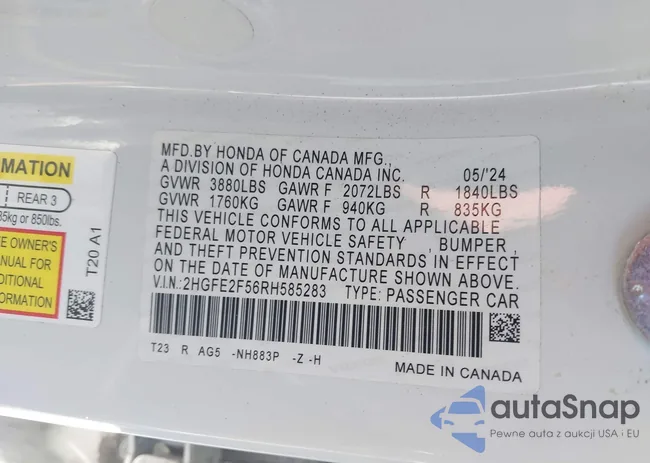 MATION
REAR 3
85kg or 850lbs.
E OWNER'S
ANUAL FOR
DITIONAL
FORMATION
T20 A1
MFD.BY HONDA OF CANADA MFG.,
A DIVISION OF HONDA CANADA INC. 05/'24
GVWR 3880LBS GAWR F 2072LBS R 1840LBS
GVWR 1760KG GAWR F 940KG R 835KG
THIS VEHICLE CONFORMS TO ALL APPLICABLE
FEDERAL MOTOR VEHICLE SAFETY , BUMPER ,
AND THEFT PREVENTION STANDARDS IN EFFECT
ON THE DATE OF MANUFACTURE SHOWN ABOVE.
V.I.N.:2HGFE2F56RH585283 TYPE: PASSENGER CAR
T23 R AG5 -NH883P -Z -H
MADE IN CANADA
autaSnap
Pewne auta z aukcji USA i EU